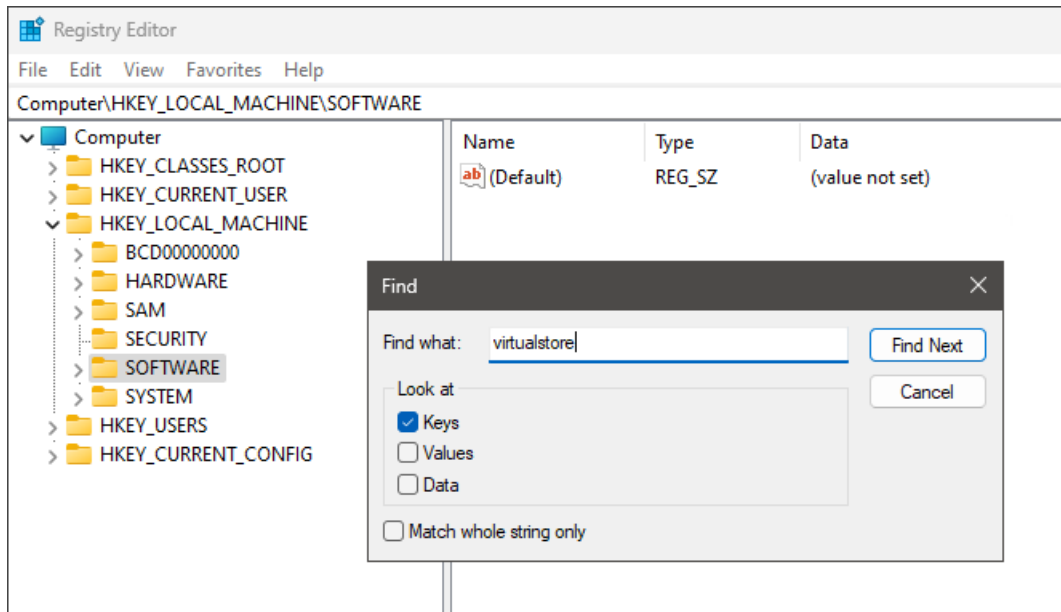 Registry Editor
File Edit View Favorites Help
Computer\HKEY_LOCAL_MACHINE\SOFTWARE
Computer
HKEY_CLASSES_ROOT
HKEY_CURRENT_USER
HKEY_LOCAL_MACHINE
BCD00000000
HARDWARE
SAM
SECURITY
SOFTWARE
SYSTEM
HKEY_USERS
HKEY_CURRENT_CONFIG
Name Type Data
ab (Default) REG_SZ (value not set)
Find
Find what: virtualstore Find Next
Look at Cancel
Keys
Values
Data
Match whole string only